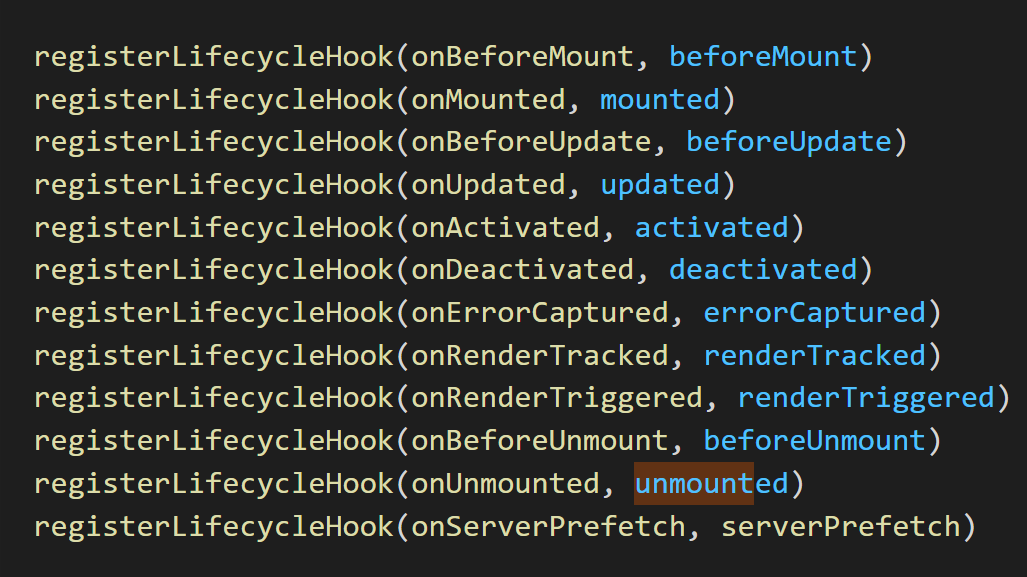 registerLifecycleHook(onBeforeMount, beforeMount)
registerLifecycleHook(onMounted, mounted)
registerLifecycleHook(onBeforeUpdate, beforeUpdate)
registerLifecycleHook(onUpdated, updated)
registerLifecycleHook(onActivated, activated)
registerLifecycleHook(onDeactivated, deactivated)
registerLifecycleHook(onErrorCaptured, errorCaptured)
registerLifecycleHook(onRenderTracked, renderTracked)
registerLifecycleHook(onRenderTriggered, renderTriggered)
registerLifecycleHook(onBeforeUnmount, beforeUnmount)
registerLifecycleHook(onUnmounted, unmounted)
registerLifecycleHook(onServerPrefetch, serverPrefetch)